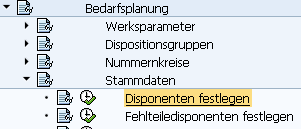 Bedarfsplanung
Werksparameter
Dispositionsgruppen
Nummernkreise
Stammdaten
Disponenten festlegen
Fehlteiledisponenten festlegen